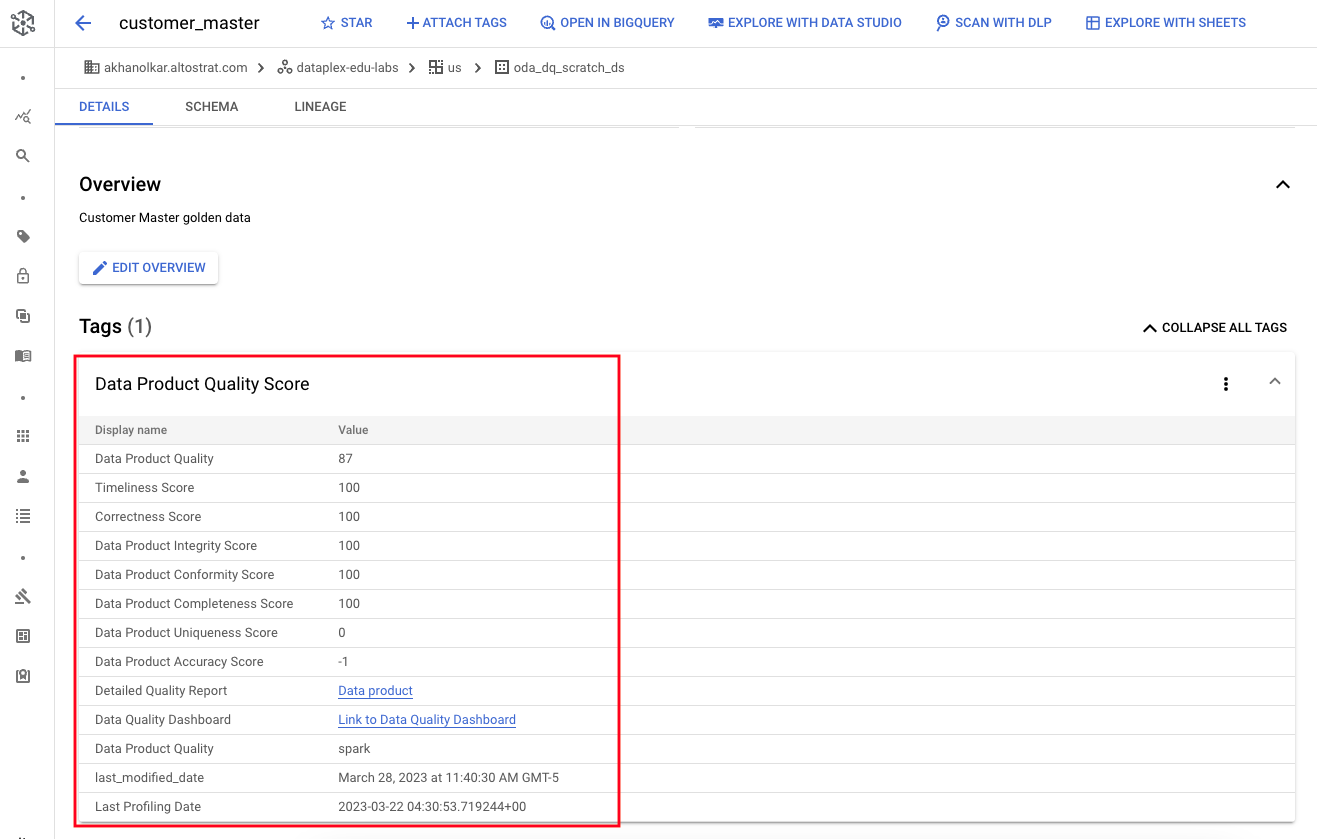 customer_master STAR ATTACH TAGS OPEN IN BIGQUERY EXPLORE WITH DATA STUDIO SCAN WITH DLP EXPLORE WITH SHEETS
akhanolkar.altostrat.com dataplex-edu-labs us oda_dq_scratch_ds
DETAILS SCHEMA LINEAGE
Overview
Customer Master golden data
EDIT OVERVIEW
Tags (1) COLLAPSE ALL TAGS
Data Product Quality Score
Display name Value
Data Product Quality 87
Timeliness Score 100
Correctness Score 100
Data Product Integrity Score 100
Data Product Conformity Score 100
Data Product Completeness Score 100
Data Product Uniqueness Score 0
Data Product Accuracy Score -1
Detailed Quality Report Data product
Data Quality Dashboard Link to Data Quality Dashboard
Data Product Quality spark
last_modified_date March 28, 2023 at 11:40:30 AM GMT-5
Last Profiling Date 2023-03-22 04:30:53.719244+00